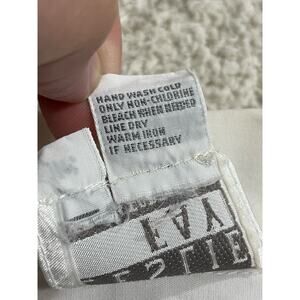 HAND WASH COLD
ONLY NON-CHLORINE
BLEACH WHEN NEEDED
LINE DRY
WARM IRON
IF NECESSARY